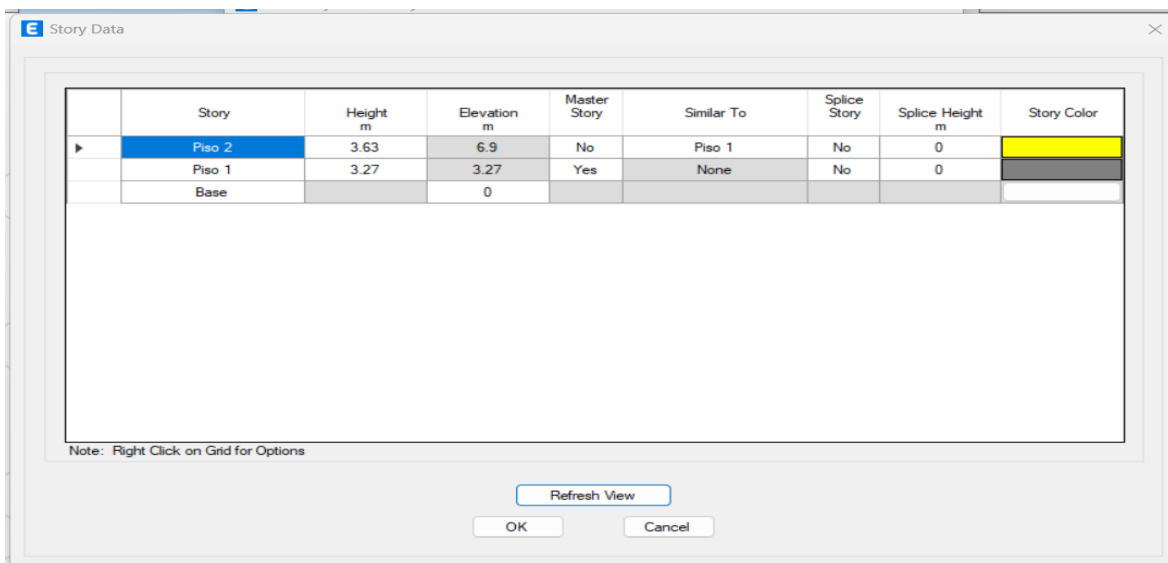 E Story Data
Story Height m Elevation m Master Story Similar To Splice Story Splice Height m Story Color
Piso 2 3.63 6.9 No Piso 1 No 0
Piso 1 3.27 3.27 Yes None No 0
Base 0
Note: Right Click on Grid for Options
Refresh View
OK Cancel